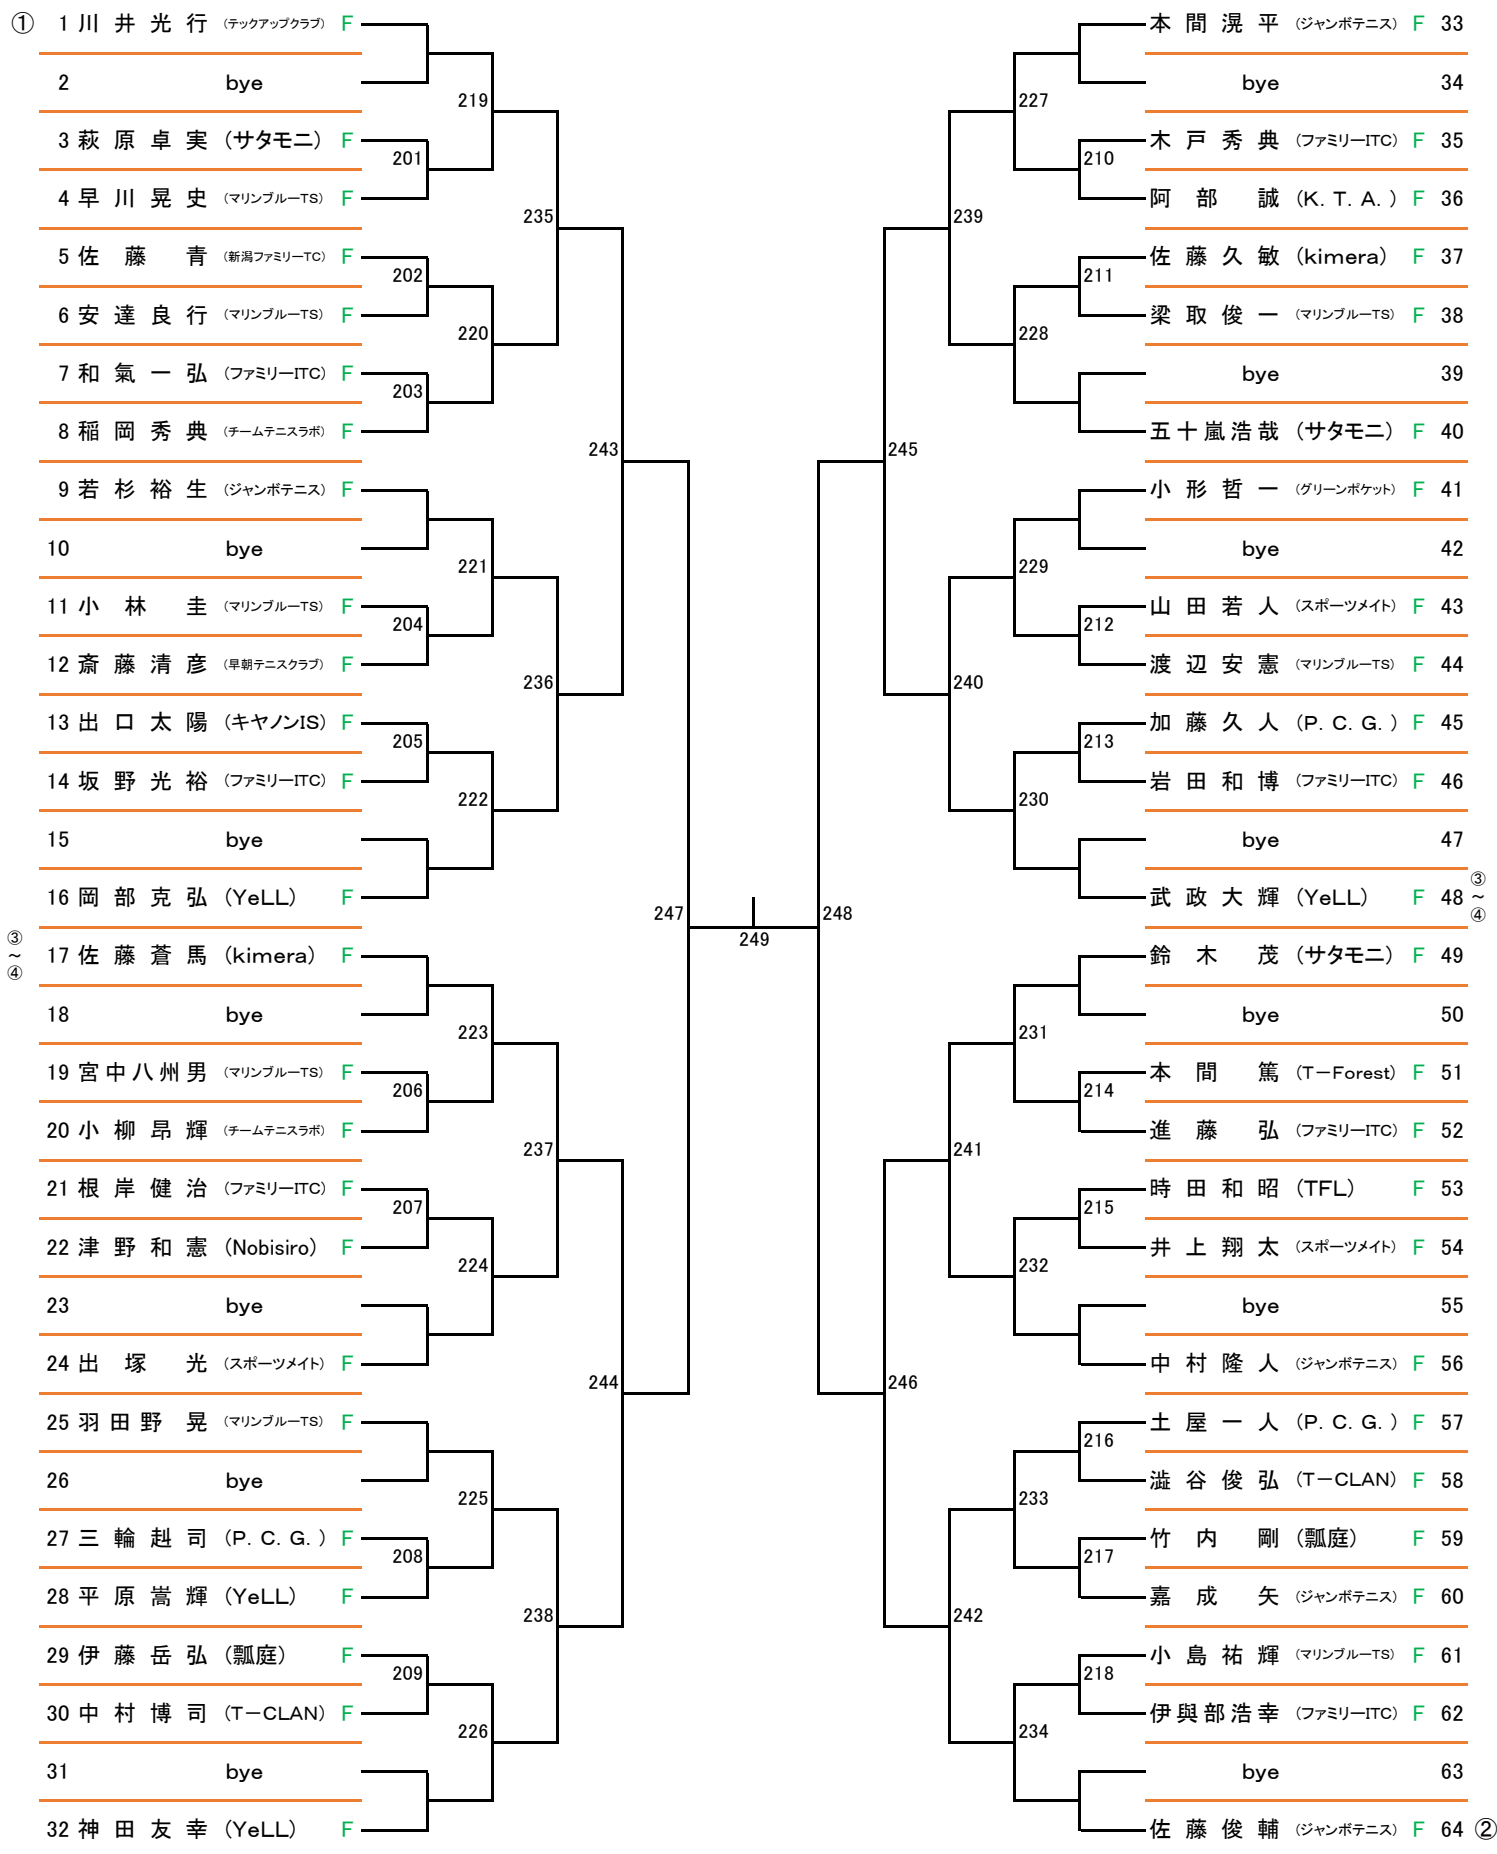 ① 1 川井光行 (テックアップクラブ) F
2 bye
219
3 萩原卓実 (サタモニ) F
201
4 早川晃史 (マリンブルーTS) F
235
5 佐藤青 (新潟ファミリーTC) F
202
6 安達良行 (マリンブルーTS) F
220
7 和氣一弘 (ファミリーITC) F
203
8 稲岡秀典 (チームテニスラボ) F
243
9 若杉裕生 (ジャンボテニス) F
10 bye
221
11 小林圭 (マリンブルーTS) F
204
12 斎藤清彦 (早朝テニスクラブ) F
236
13 出口太陽 (キヤノンIS) F
205
14 坂野光裕 (ファミリーITC) F
222
15 bye
16 岡部克弘 (YeLL) F
247
③～④
17 佐藤蒼馬 (kimera) F
18 bye
223
19 宮中八州男 (マリンブルーTS) F
206
20 小柳昂輝 (チームテニスラボ) F
237
21 根岸健治 (ファミリーITC) F
207
22 津野和憲 (Nobisiro) F
224
23 bye
24 出塚光 (スポーツメイト) F
244
25 羽田野晃 (マリンブルーTS) F
26 bye
225
27 三輪赳司 (P.C.G.) F
208
28 平原嵩輝 (YeLL) F
238
29 伊藤岳弘 (瓢庭) F
209
30 中村博司 (T－CLAN) F
226
31 bye
32 神田友幸 (YeLL) F
249
本間滉平 (ジャンボテニス) F 33
bye 34
227
木戸秀典 (ファミリーITC) F 35
210
阿部誠 (K.T.A.) F 36
239
佐藤久敏 (kimera) F 37
211
梁取俊一 (マリンブルーTS) F 38
228
bye 39
五十嵐浩哉 (サタモニ) F 40
245
小形哲一 (グリーンポケット) F 41
bye 42
229
山田若人 (スポーツメイト) F 43
212
渡辺安憲 (マリンブルーTS) F 44
240
加藤久人 (P.C.G.) F 45
213
岩田和博 (ファミリーITC) F 46
230
bye 47
武政大輝 (YeLL) F 48
③～④
248
鈴木茂 (サタモニ) F 49
bye 50
231
本間篤 (T－Forest) F 51
214
進藤弘 (ファミリーITC) F 52
241
時田和昭 (TFL) F 53
215
井上翔太 (スポーツメイト) F 54
232
bye 55
中村隆人 (ジャンボテニス) F 56
246
土屋一人 (P.C.G.) F 57
216
澁谷俊弘 (T－CLAN) F 58
233
竹内剛 (瓢庭) F 59
217
嘉成矢 (ジャンボテニス) F 60
242
小島祐輝 (マリンブルーTS) F 61
218
伊與部浩幸 (ファミリーITC) F 62
234
bye 63
佐藤俊輔 (ジャンボテニス) F 64 ②